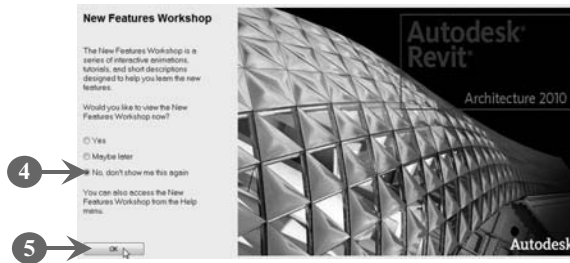 New Features Workshop
The New Features Workshop is a
series of interactive animations,
tutorials, and short descriptions
designed to help you learn the new
features.
Would you like to view the New
Features Workshop now?
Yes
Maybe later
4
No, don't show me this again
You can also access the New
Features Workshop from the Help
menu.
5
OK
Autodesk®
Revit®
Architecture 2010
Autodesk